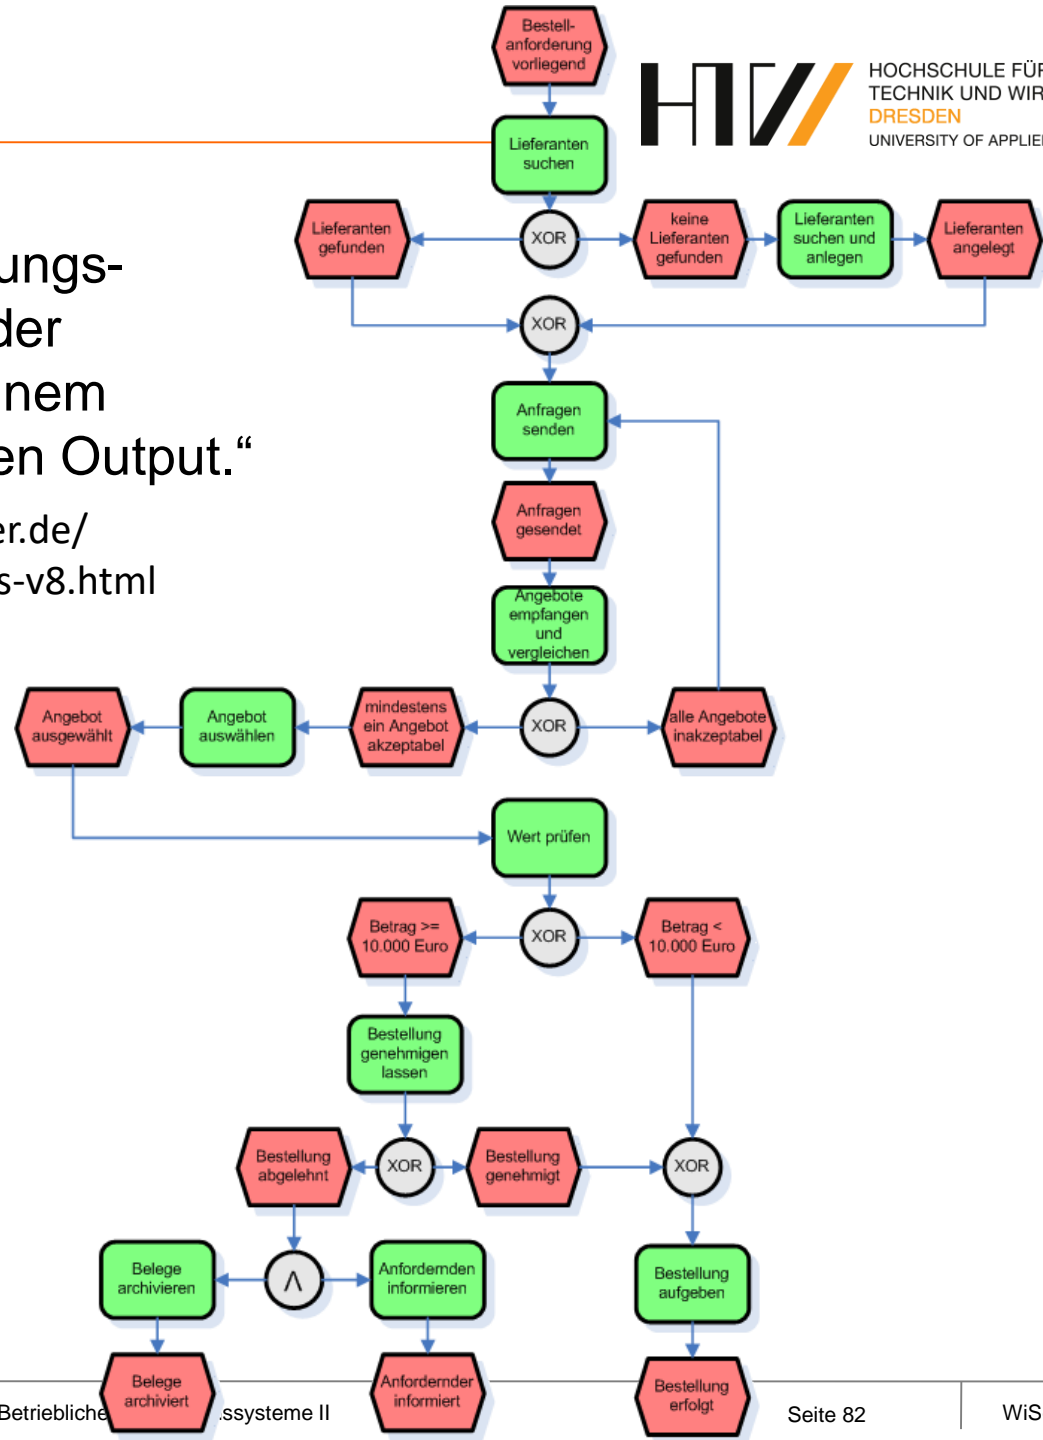 Bestell-
anforderung
vorliegend
HOCHSCHULE FÜR
TECHNIK UND WIR
DRESDEN
UNIVERSITY OF APPLIE
Lieferanten
suchen
Lieferanten
gefunden
XOR
keine
Lieferanten
gefunden
Lieferanten
suchen und
anlegen
Lieferanten
angelegt
ungs-
der
inem
en Output.“
er.de/
s-v8.html
XOR
Anfragen
senden
Anfragen
gesendet
Angebote
empfangen
und
vergleichen
Angebot
ausgewählt
Angebot
auswählen
mindestens
ein Angebot
akzeptabel
XOR
alle Angebote
inakzeptabel
Wert prüfen
Betrag >=
10.000 Euro
XOR
Betrag <
10.000 Euro
Bestellung
genehmigen
lassen
Bestellung
abgelehnt
XOR
Bestellung
genehmigt
XOR
Belege
archivieren
Λ
Anfordernden
informieren
Bestellung
aufgeben
Belege
archiviert
Anfordernder
informiert
Bestellung
erfolgt
Betriebliche ssysteme II
Seite 82
WiS